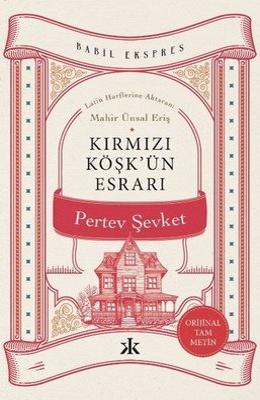 BABİL EKSPRES
Latin Harflerine Aktaran:
Mahir Ünsal Eriş
KIRMIZI
KÖŞK'ÜN
ESRARI
Pertev Şevket
ORİJİNAL
TAM
METİN